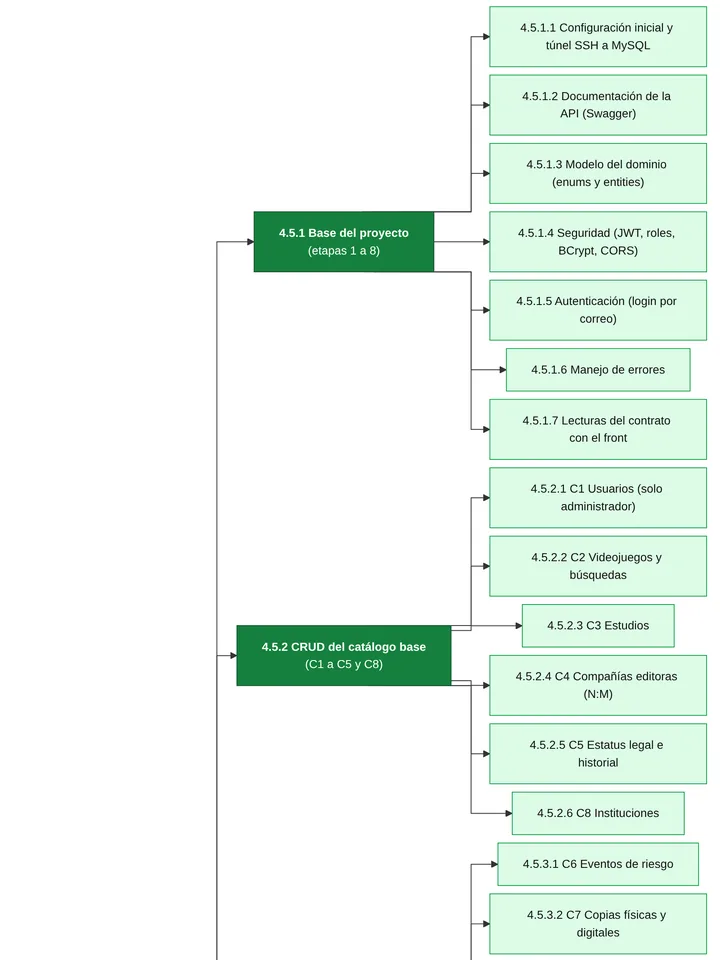 4.5.1 Base del proyecto
(etapas 1 a 8)
4.5.1.1 Configuración inicial y
túnel SSH a MySQL
4.5.1.2 Documentación de la
API (Swagger)
4.5.1.3 Modelo del dominio
(enums y entities)
4.5.1.4 Seguridad (JWT, roles,
BCrypt, CORS)
4.5.1.5 Autenticación (login por
correo)
4.5.1.6 Manejo de errores
4.5.1.7 Lecturas del contrato
con el front
4.5.2 CRUD del catálogo base
(C1 a C5 y C8)
4.5.2.1 C1 Usuarios (solo
administrador)
4.5.2.2 C2 Videojuegos y
búsquedas
4.5.2.3 C3 Estudios
4.5.2.4 C4 Compañías editoras
(N:M)
4.5.2.5 C5 Estatus legal e
historial
4.5.2.6 C8 Instituciones
4.5.3.1 C6 Eventos de riesgo
4.5.3.2 C7 Copias físicas y
digitales